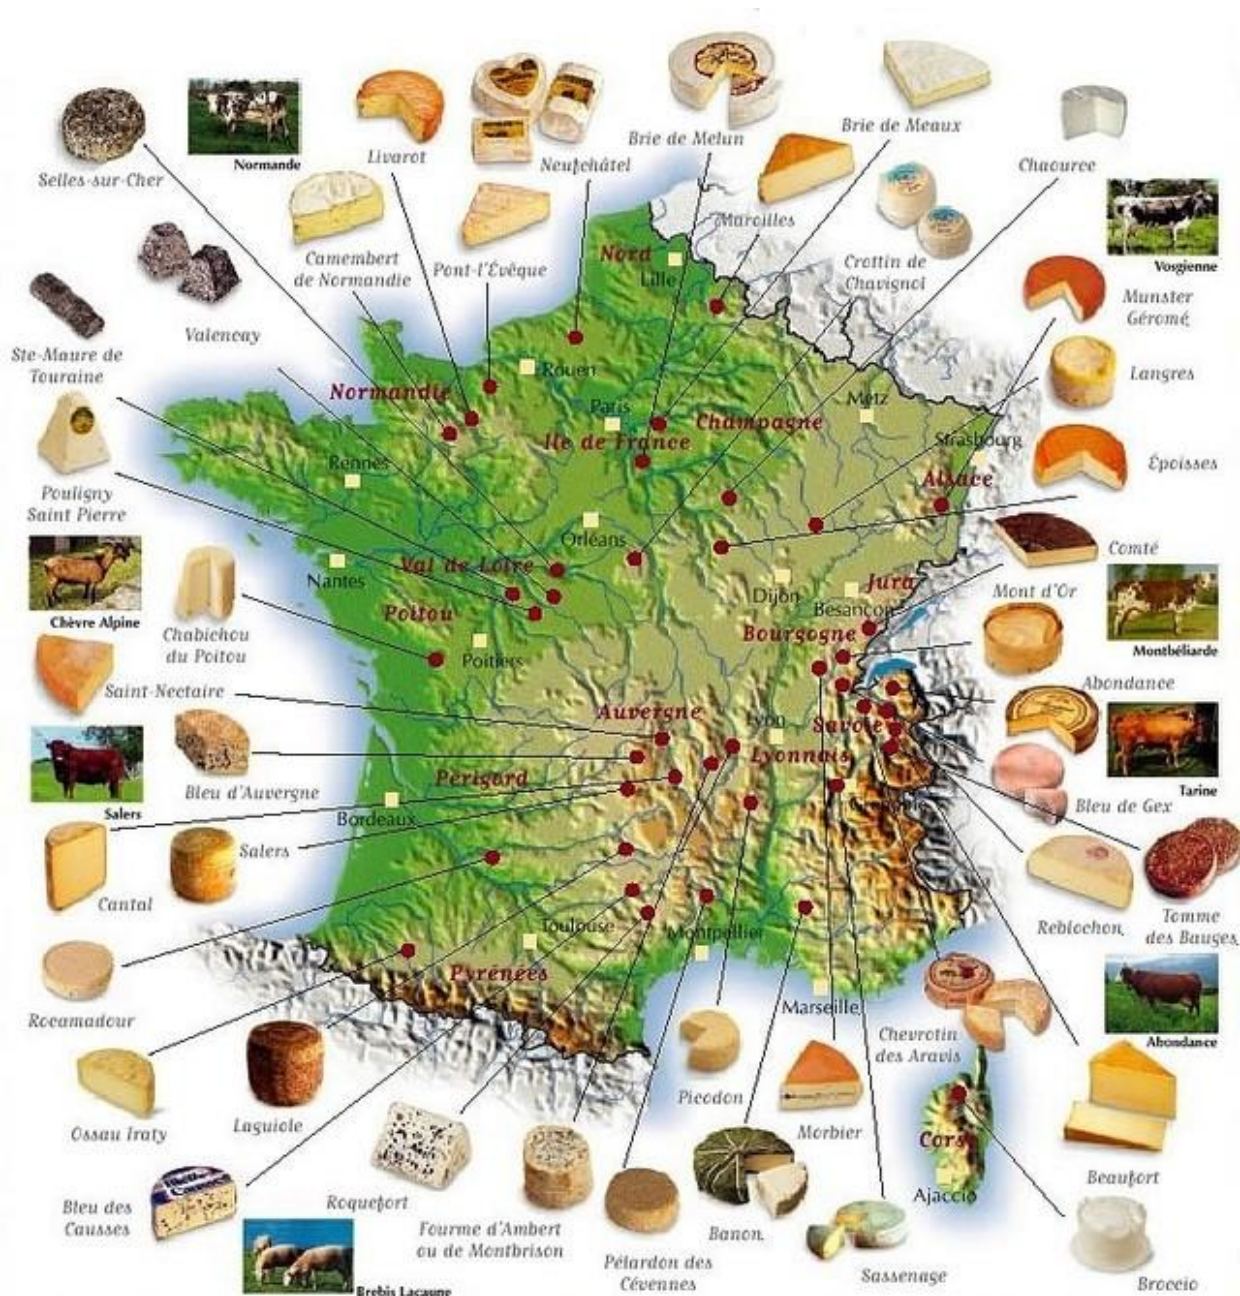 Selles-sur-Cher
Normande
Livarot
Neufchâtel
Brie de Melun
Brie de Meaux
Chaource
Camembert
de Normandie
Pont-l'Évêque
Maroilles
Crottin de
Chavignol
Vosgienne
Munster
Géromé
Valencay
Ste-Maure de
Touraine
Langres
Époisses
Pouligny
Saint Pierre
Chèvre Alpine
Chabichou
du Poitou
Saint-Nectaire
Bleu d'Auvergne
Salers
Salers
Cantal
Rocamadour
Ossau Iraty
Laguiole
Bleu des
Causses
Roquefort
Brebis Lacaune
Fourme d'Ambert
ou de Montbrison
Pélardon des
Cévennes
Picodon
Banon
Morbier
Sassenage
Chevrotin
des Aravis
Comté
Mont d'Or
Montbéliarde
Abondance
Tarine
Bleu de Gex
Reblochon
Tomme
des Bauges
Abondance
Beaufort
Broccio
Nord
Lille
Rouen
Normandie
Paris
Ile de France
Champagne
Metz
Strasbourg
Alsace
Rennes
Orléans
Nantes
Val de Loire
Poitou
Poitiers
Dijon
Besançon
Jura
Bourgogne
Auvergne
Lyon
Lyonnais
Savoie
Grenoble
Périgord
Bordeaux
Toulouse
Montpellier
Pyrénées
Marseille
Corse
Ajaccio